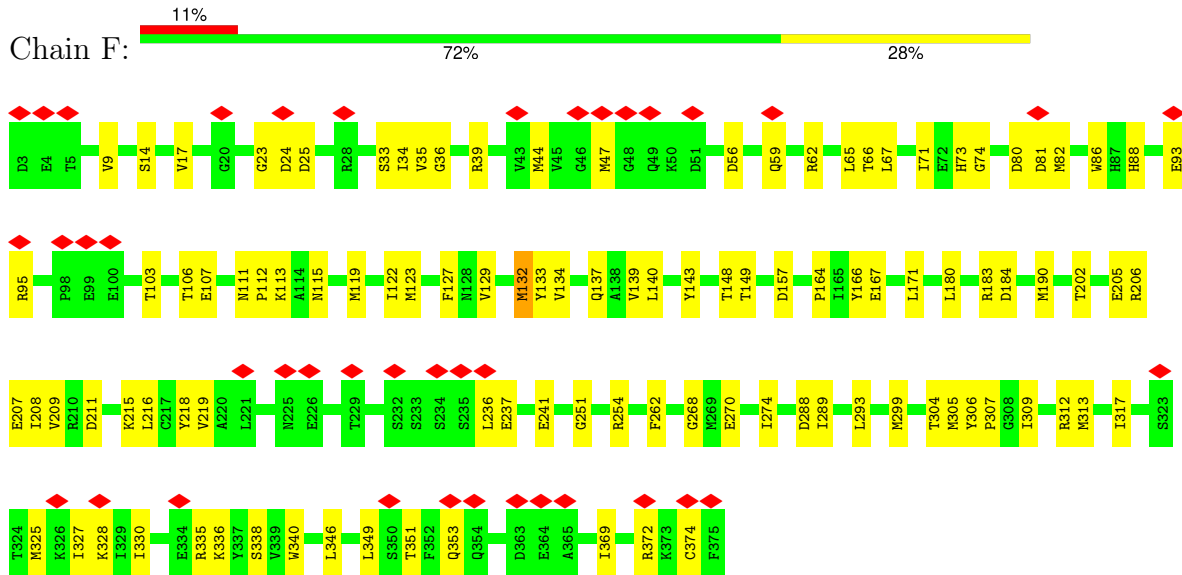 11%
Chain F:
72% 28%
D3 E4 T5 V9 S14 V17 G20 G23 D24 D25 R28 S33 I34 V35 G36 R39 V43 M44 V45 G46 M47 G48 Q49 K50 D51 D56 Q59 R62 L65 T66 L67 I71 E72 H73 G74 D80 D81 M82 W86 H87 H88 E93
R95 P98 E99 E100 T103 T106 E107 N111 P112 K113 A114 N115 M119 I122 M123 F127 N128 V129 M132 Y133 V134 Q137 A138 V139 L140 Y143 T148 T149 D157 P164 I165 Y166 E167 L171 L180 R183 D184 M190 T202 E205 R206
E207 I208 V209 R210 D211 K215 L216 C217 Y218 V219 A220 L221 N225 E226 T229 S232 S233 S234 S235 L236 E237 E241 G251 R254 F262 G268 M269 E270 I274 D288 I289 L293 M299 T304 M305 Y306 P307 G308 I309 R312 M313 I317 S323
T324 M325 K326 I327 K328 I329 I330 E334 R335 K336 Y337 S338 V339 W340 L346 L349 S350 T351 F352 Q353 Q354 D363 E364 A365 I369 R372 K373 C374 F375